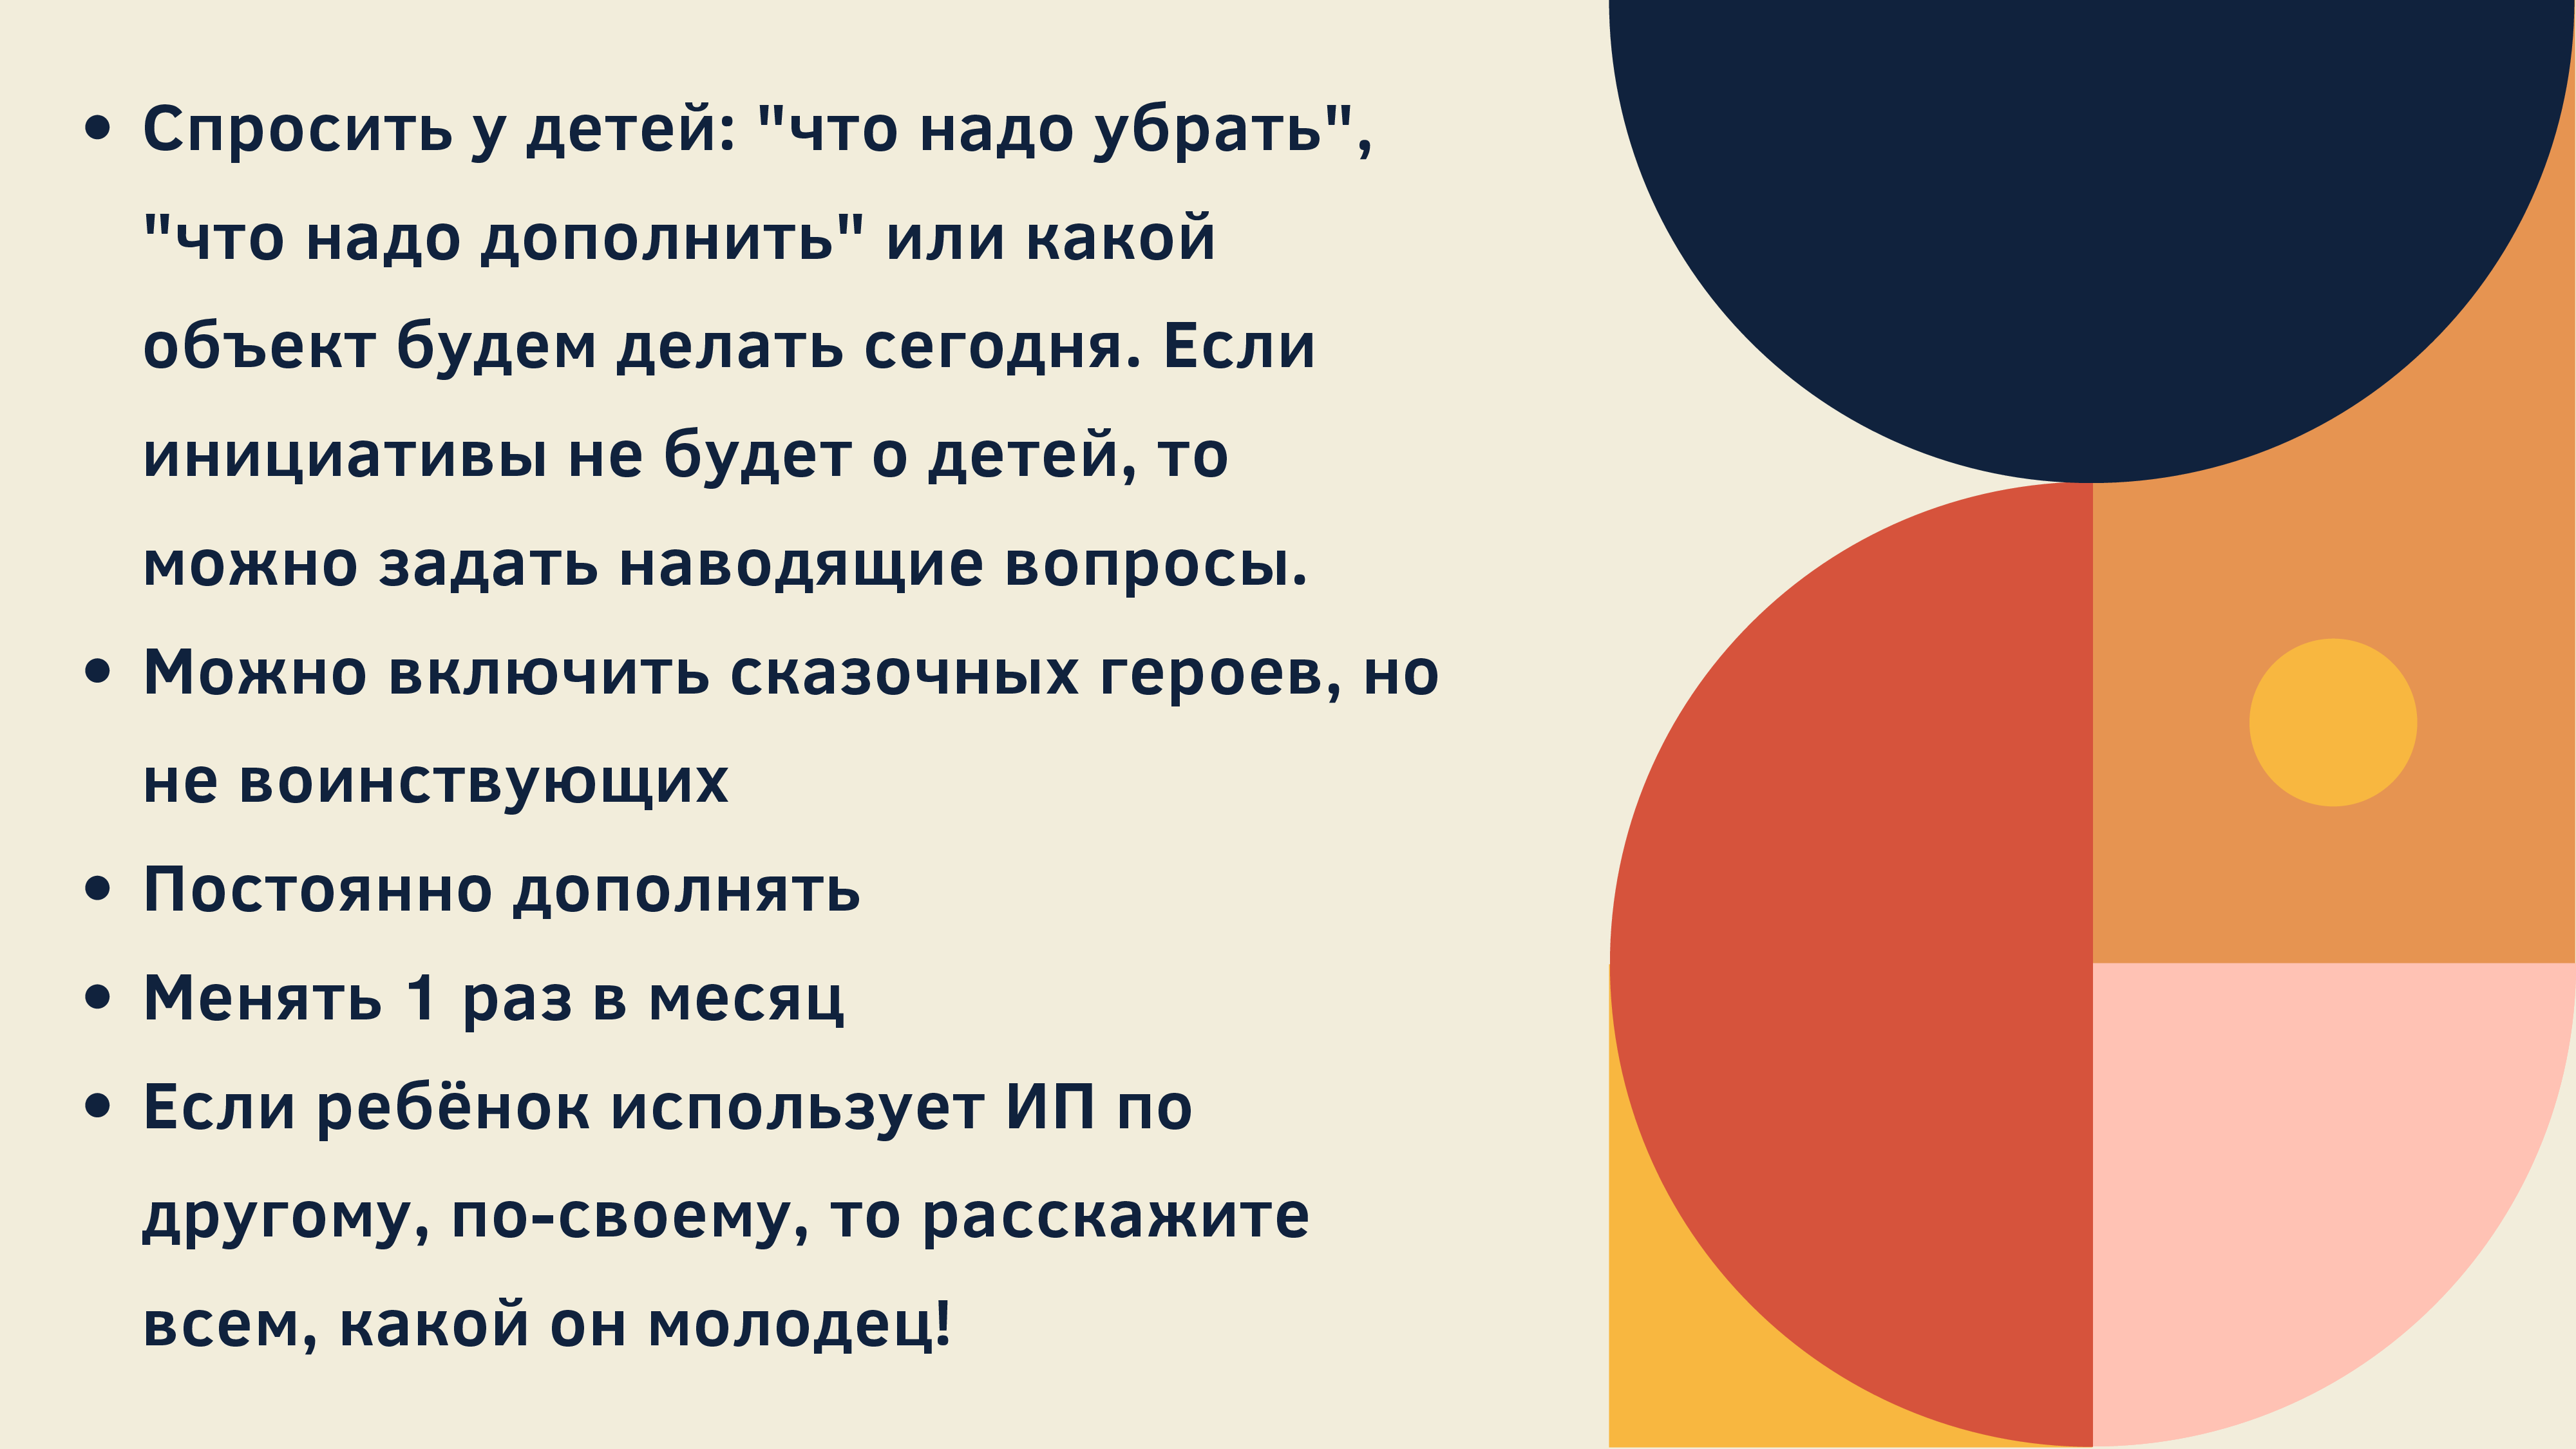 • Спросить у детей: "что надо убрать",
"что надо дополнить" или какой
объект будем делать сегодня. Если
инициативы не будет о детей, то
можно задать наводящие вопросы.
• Можно включить сказочных героев, но
не воинствующих
• Постоянно дополнять
• Менять 1 раз в месяц
• Если ребёнок использует ИП по
другому, по-своему, то расскажите
всем, какой он молодец!